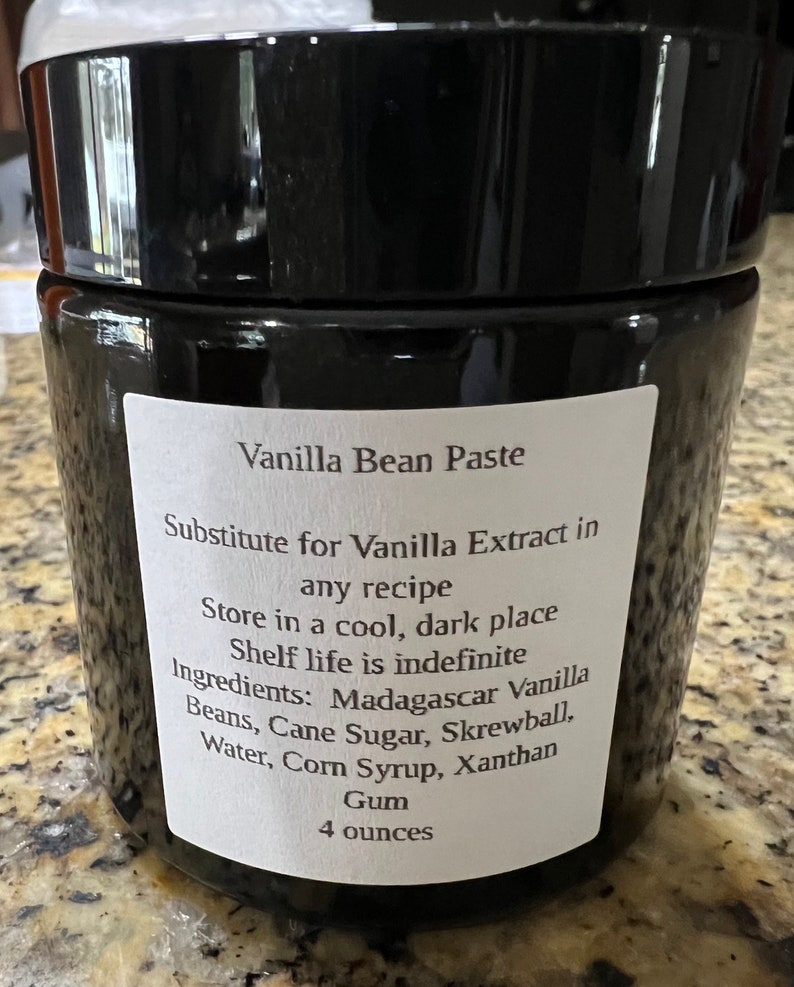 Vanilla Bean Paste
Substitute for Vanilla Extract in
any recipe
Store in a cool, dark place
Shelf life is indefinite
Ingredients: Madagascar Vanilla
Beans, Cane Sugar, Skrewball,
Water, Corn Syrup, Xanthan
Gum
4 ounces